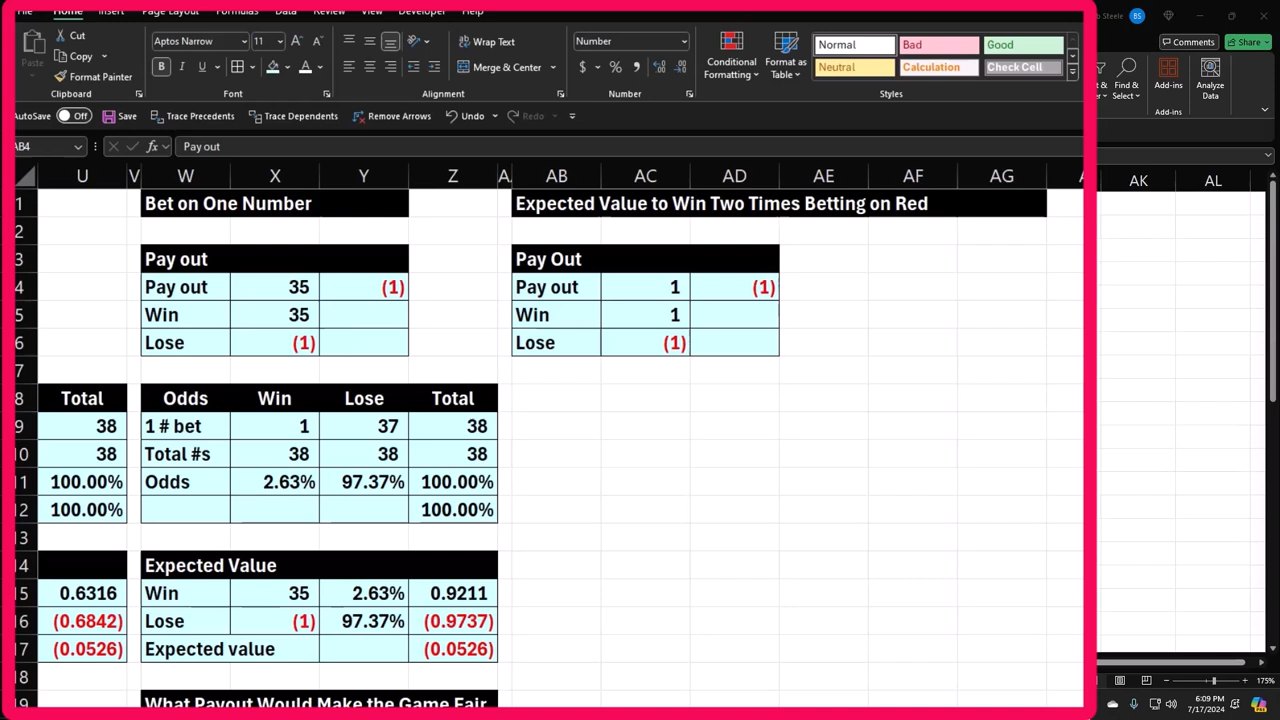 File Home Insert Page Layout Formulas Data Review View Developer Help
o Steele BS
Cut
Copy
Format Painter
Paste
Clipboard
Aptos Narrow 11
B
Font
Wrap Text
Merge & Center
Alignment
Number
$ % 9
Number
Conditional Formatting
Format as Table
Normal Bad Good
Neutral Calculation Check Cell
Styles
Comments Share
Find & Select
Add-ins
Analyze Data
Add-ins
AutoSave Off Save Trace Precedents Trace Dependents Remove Arrows Undo Redo
AB4 fx Pay out
U V W X Y Z AB AC AD AE AF AG AK AL
1 Bet on One Number Expected Value to Win Two Times Betting on Red
2
3 Pay out Pay Out
4 Pay out 35 (1) Pay out 1 (1)
5 Win 35 Win 1
6 Lose (1) Lose (1)
7
8 Total Odds Win Lose Total
9 38 1 # bet 1 37 38
10 38 Total #s 38 38 38
11 100.00% Odds 2.63% 97.37% 100.00%
12 100.00% 100.00%
13
14 Expected Value
15 0.6316 Win 35 2.63% 0.9211
16 (0.6842) Lose (1) 97.37% (0.9737)
17 (0.0526) Expected value (0.0526)
18
19 What Payout Would Make the Game Fair
175%
6:09 PM
7/17/2024